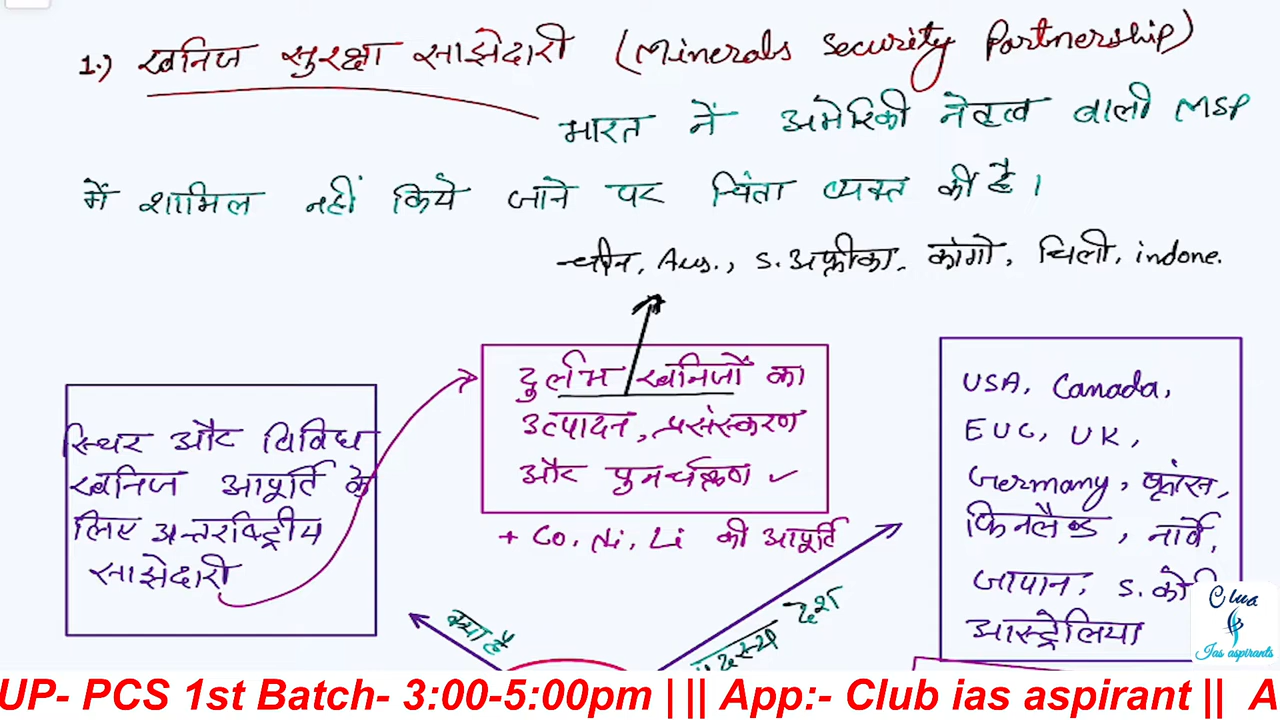 1.) खनिज सुरक्षा साझेदारी (Minerals Security Partnership)
भारत नें अमेरिकी नेतृत्व वाली MSP
में शामिल नहीं किये जाने पर चिंता व्यक्त की है।
चीन, Aus., S. अफ्रीका, कांगो, चिली, indone.
दुर्लभ खनिजों का
उत्पादन, प्रसंस्करण
और पुनर्चक्रण ✓
+ Co, Ni, Li की आपूर्ति
स्थिर और विविध
खनिज आपूर्ति के
लिए अन्तराष्ट्रीय
साझेदारी
USA, Canada,
EUC, UK,
Germany, फ्रांस,
फिनलैण्ड, नार्वे,
जापान, S. को
आस्ट्रेलिया
क्या है
सदस्य देश
Club
Ias aspirants
UP- PCS 1st Batch- 3:00-5:00pm | || App:- Club ias aspirant || A